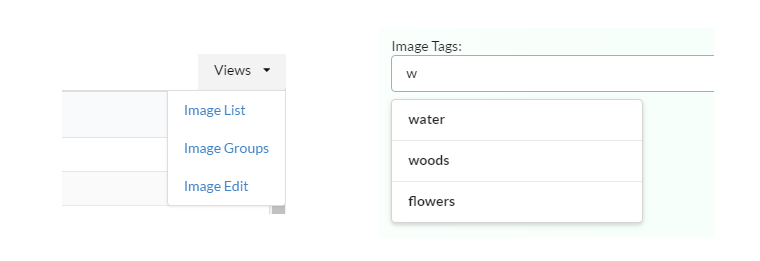 Views
Image List
Image Groups
Image Edit
Image Tags:
w
water
woods
flowers